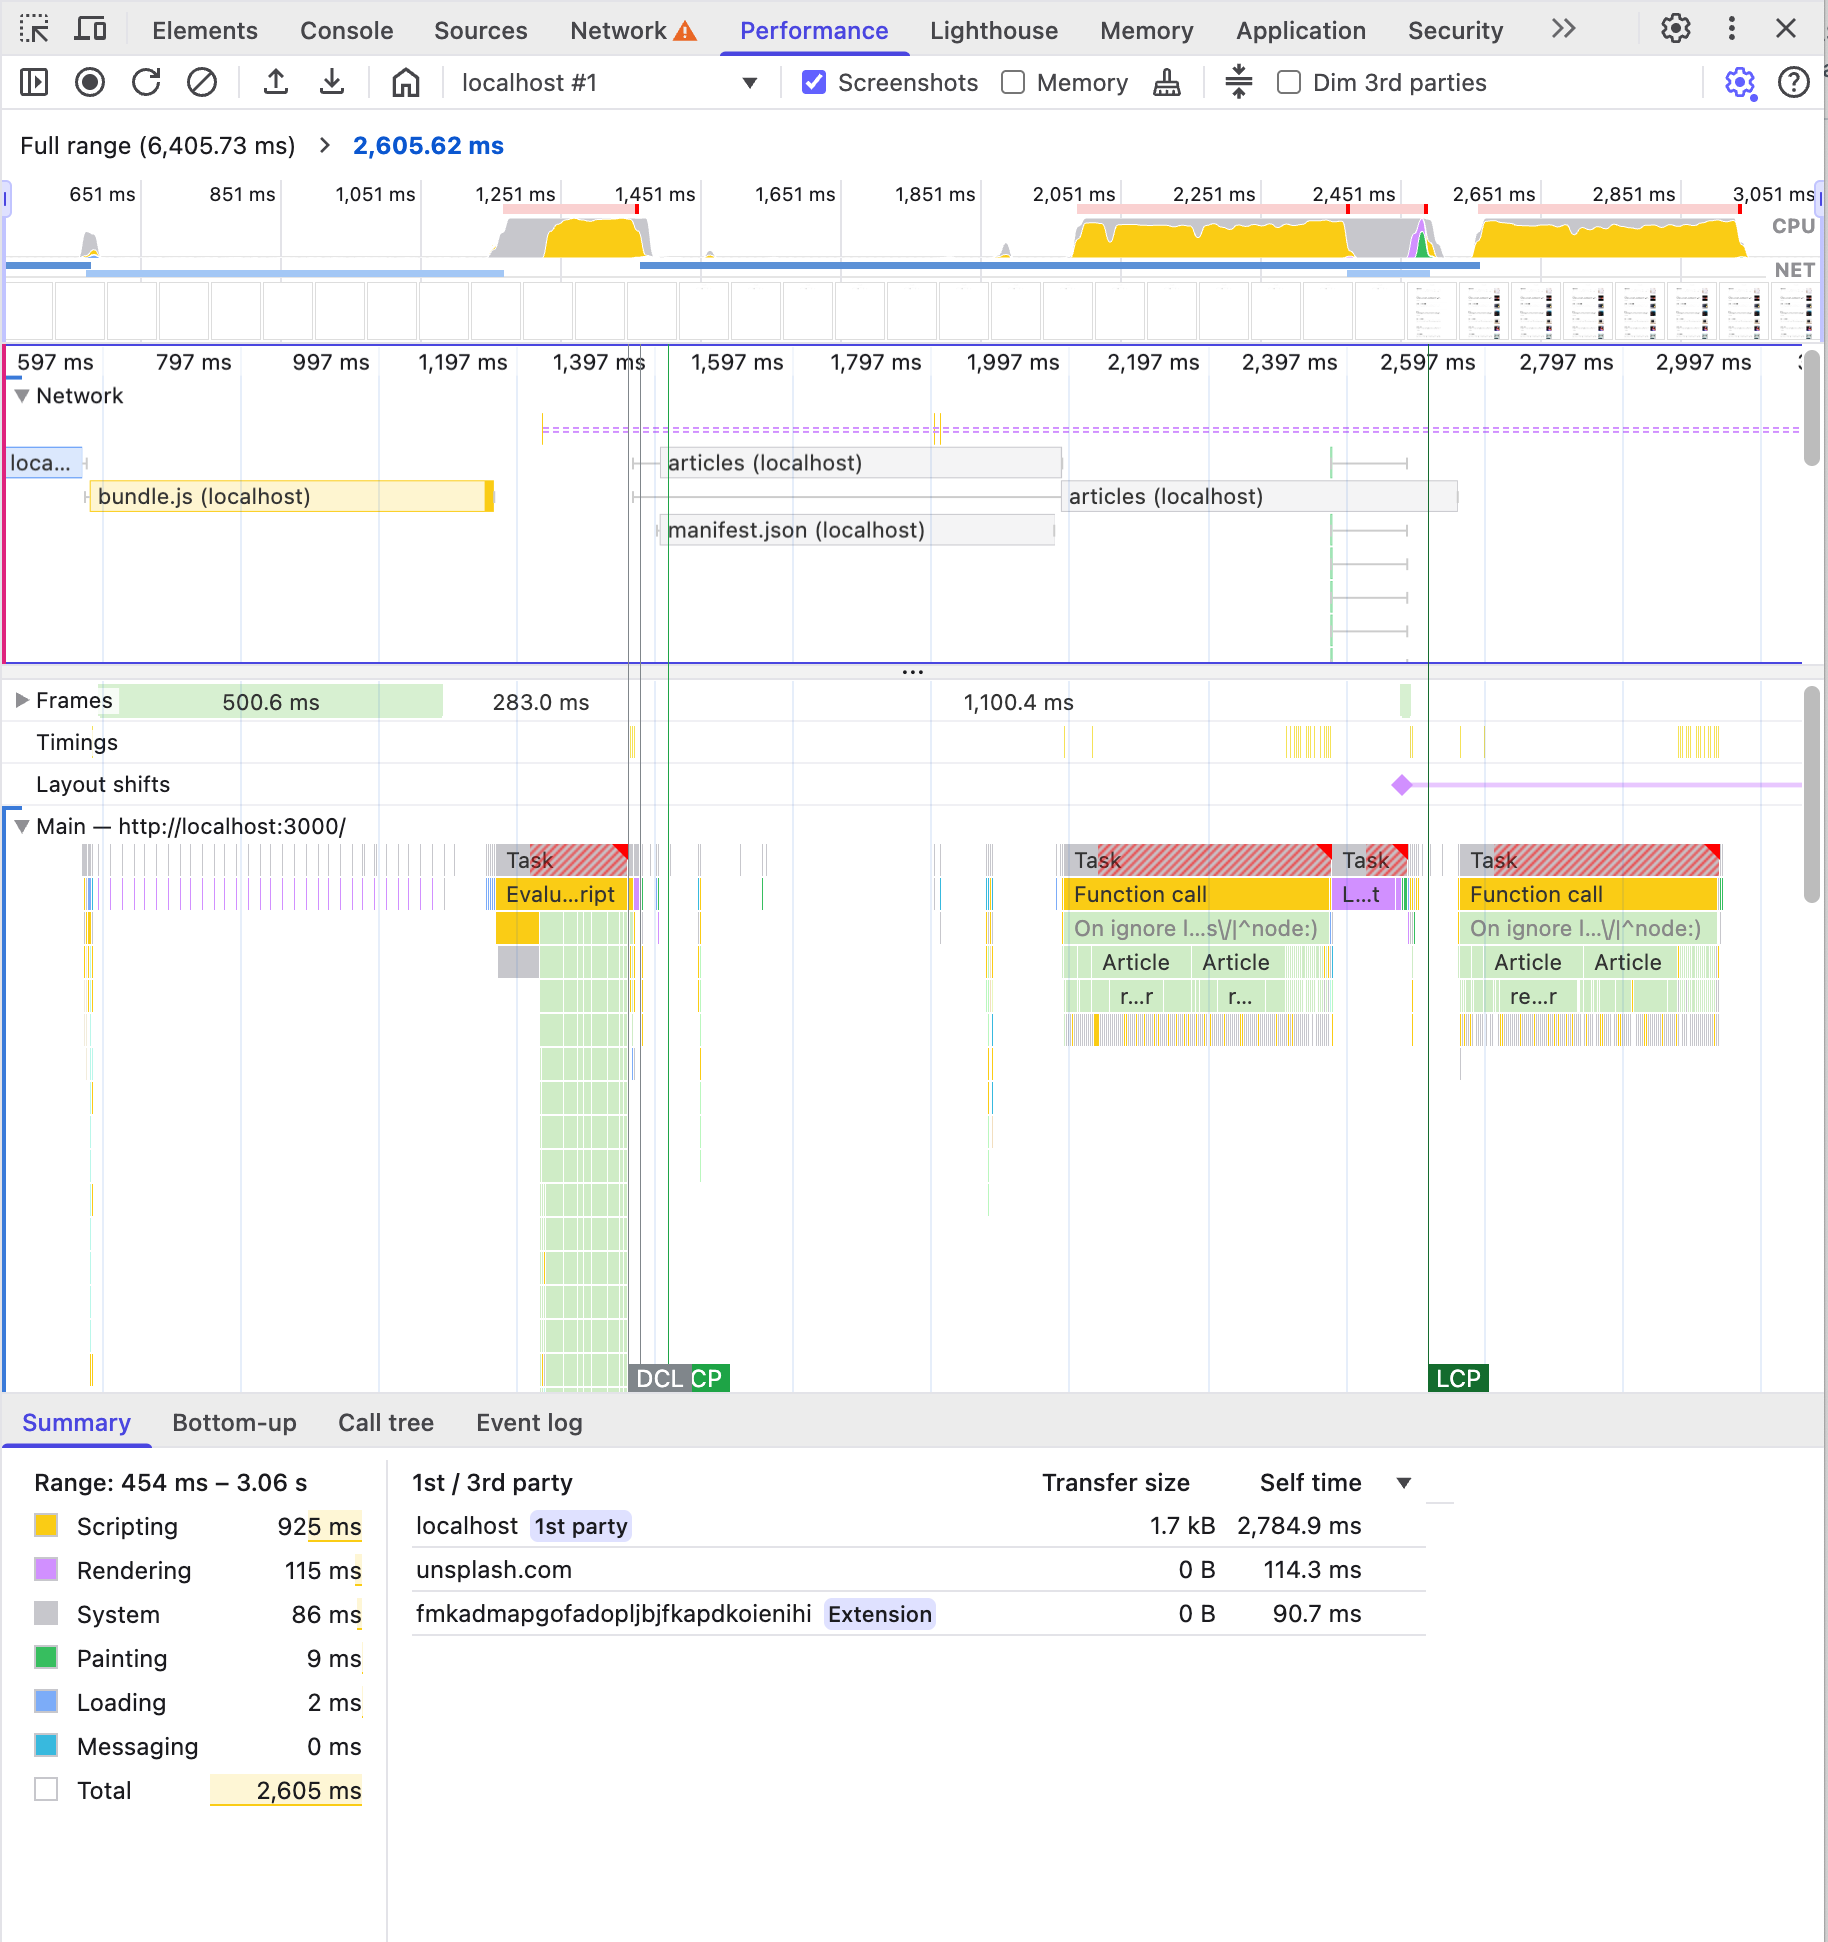 Elements Console Sources Network Performance Lighthouse Memory Application Security
localhost #1 Screenshots Memory Dim 3rd parties
Full range (6,405.73 ms) > 2,605.62 ms
651 ms 851 ms 1,051 ms 1,251 ms 1,451 ms 1,651 ms 1,851 ms 2,051 ms 2,251 ms 2,451 ms 2,651 ms 2,851 ms 3,051 ms
CPU
NET
597 ms 797 ms 997 ms 1,197 ms 1,397 ms 1,597 ms 1,797 ms 1,997 ms 2,197 ms 2,397 ms 2,597 ms 2,797 ms 2,997 ms
Network
loca... articles (localhost)
bundle.js (localhost) articles (localhost)
manifest.json (localhost)
Frames 500.6 ms 283.0 ms 1,100.4 ms
Timings
Layout shifts
Main — http://localhost:3000/
Task Task Task Task
Evalu...ript Function call L...t Function call
On ignore l...s\/|^node:) On ignore l...\/|^node:)
Article Article Article Article
r...r r... re...r
DCL CP LCP
Summary Bottom-up Call tree Event log
Range: 454 ms – 3.06 s
Scripting 925 ms
Rendering 115 ms
System 86 ms
Painting 9 ms
Loading 2 ms
Messaging 0 ms
Total 2,605 ms
1st / 3rd party Transfer size Self time
localhost 1st party 1.7 kB 2,784.9 ms
unsplash.com 0 B 114.3 ms
fmkadmapgofadopljbjfkapdkoienihi Extension 0 B 90.7 ms